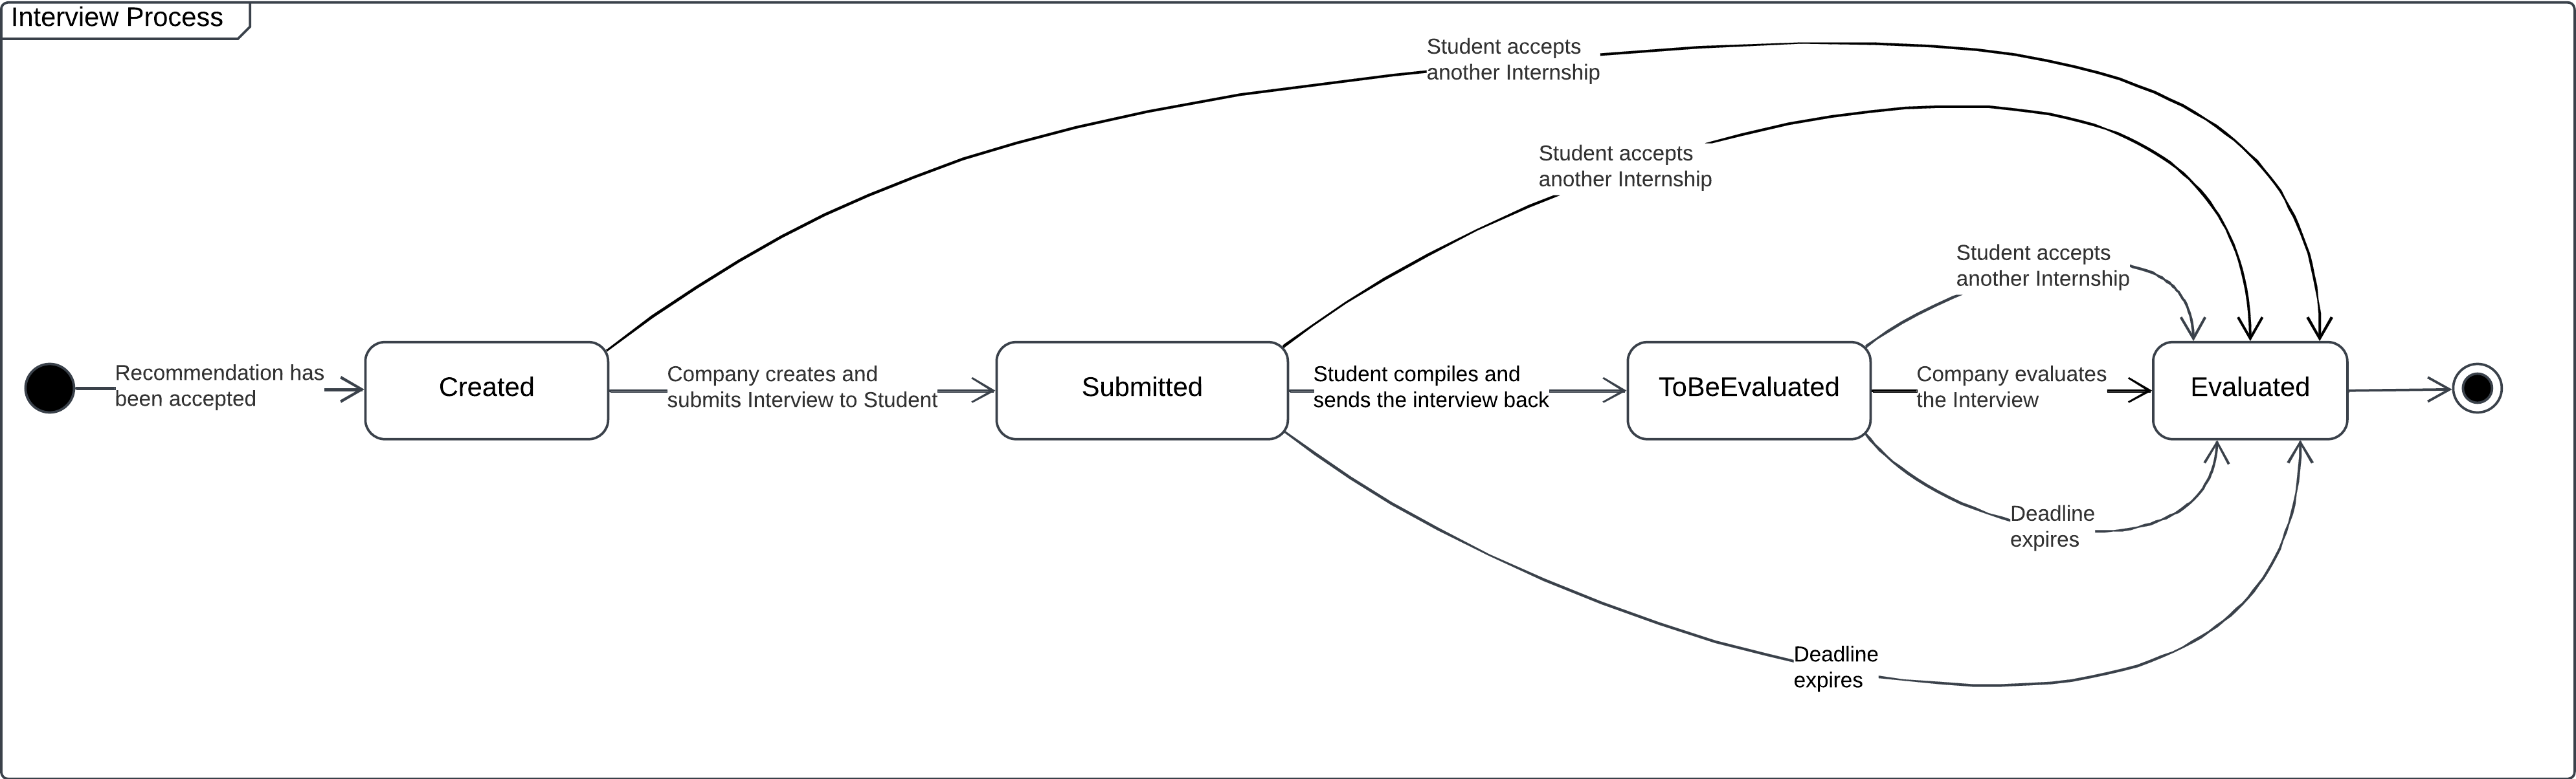 Interview Process
Student accepts
another Internship
Student accepts
another Internship
Student accepts
another Internship
Recommendation has
been accepted
Created
Company creates and
submits Interview to Student
Submitted
Student compiles and
sends the interview back
ToBeEvaluated
Company evaluates
the Interview
Evaluated
Deadline
expires
Deadline
expires